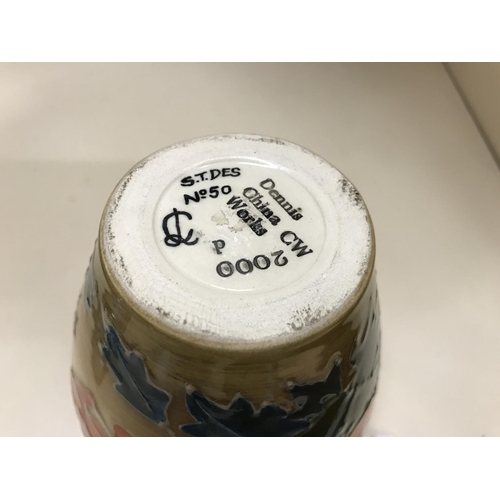 S.T.DES
Nº50
Dennis
China
Works
CW
P
2000